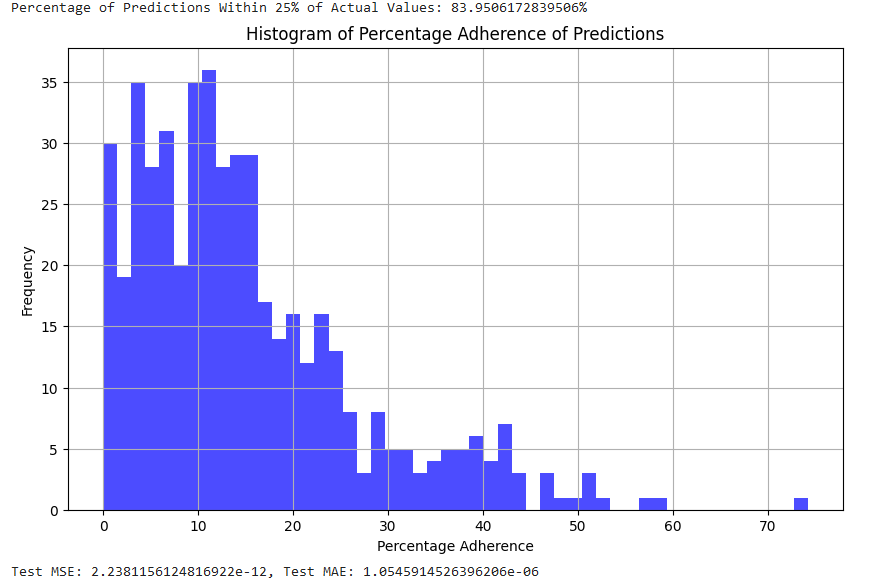 Percentage of Predictions Within 25% of Actual Values: 83.9506172839506%
Histogram of Percentage Adherence of Predictions
35
30
25
20
15
10
5
0
Frequency
0 10 20 30 40 50 60 70
Percentage Adherence
Test MSE: 2.2381156124816922e-12, Test MAE: 1.0545914526396206e-06